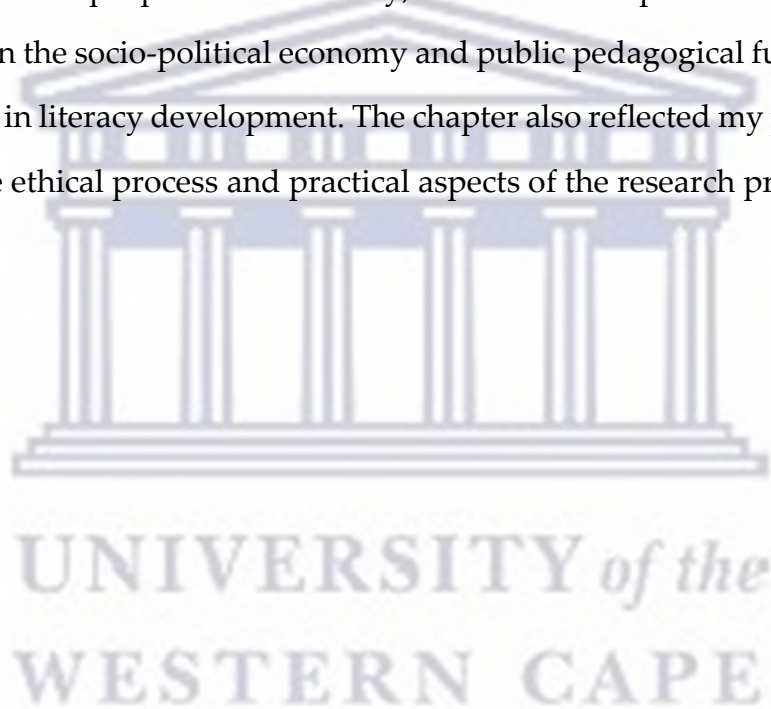 n the socio-political economy and public pedagogical fu
in literacy development. The chapter also reflected my
e ethical process and practical aspects of the research pr
UNIVERSITY of the
WESTERN CAPE